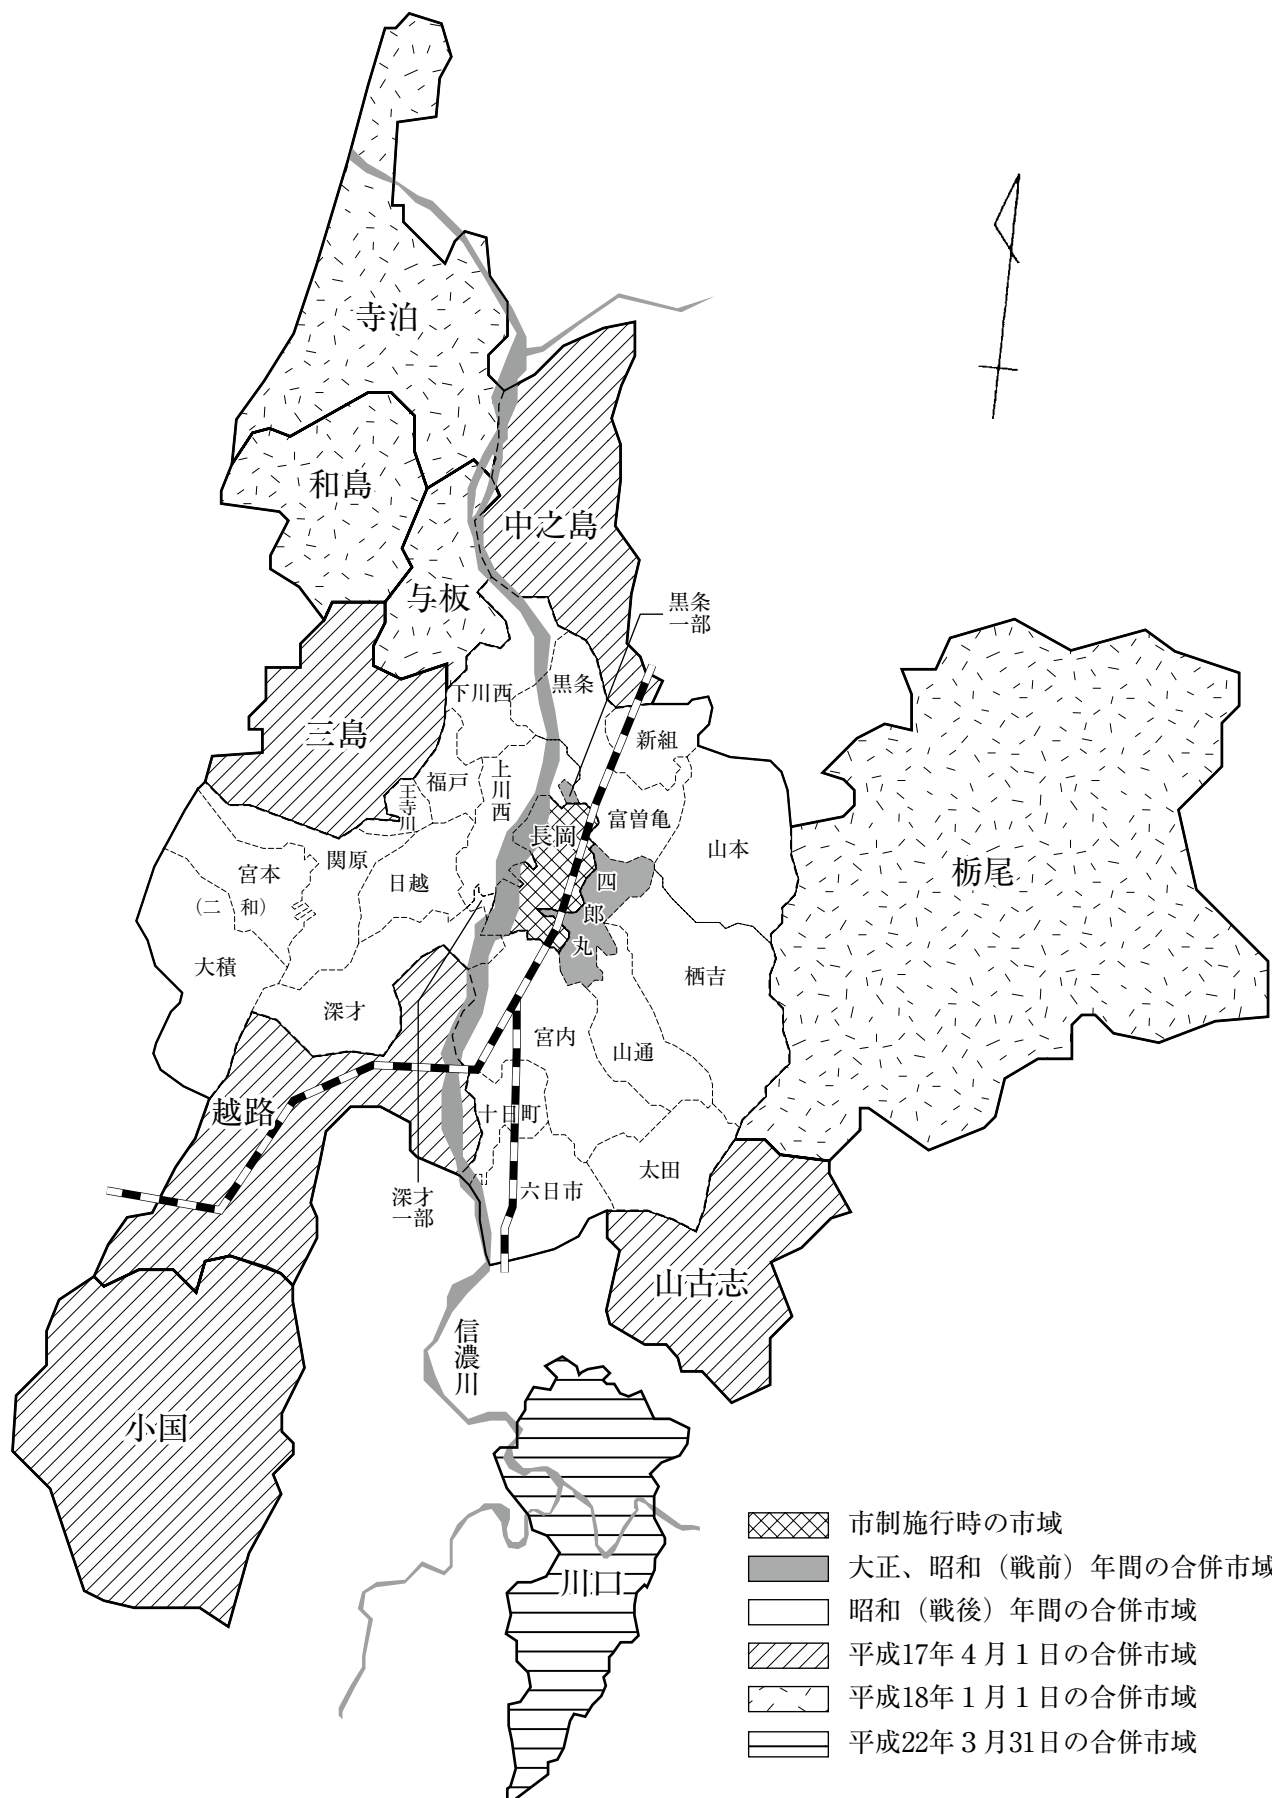 寺泊
和島
中之島
与板
黒条
一部
下川西
黒条
三島
新組
福戸
上川西
王寺川
長岡
富曽亀
山本
関原
日越
宮本
（二和）
四郎丸
栃尾
大積
深才
栖吉
宮内
山通
越路
十日町
太田
六日市
深才
一部
山古志
信濃川
小国
川口
市制施行時の市域
大正、昭和（戦前）年間の合併市域
昭和（戦後）年間の合併市域
平成17年４月１日の合併市域
平成18年１月１日の合併市域
平成22年３月31日の合併市域